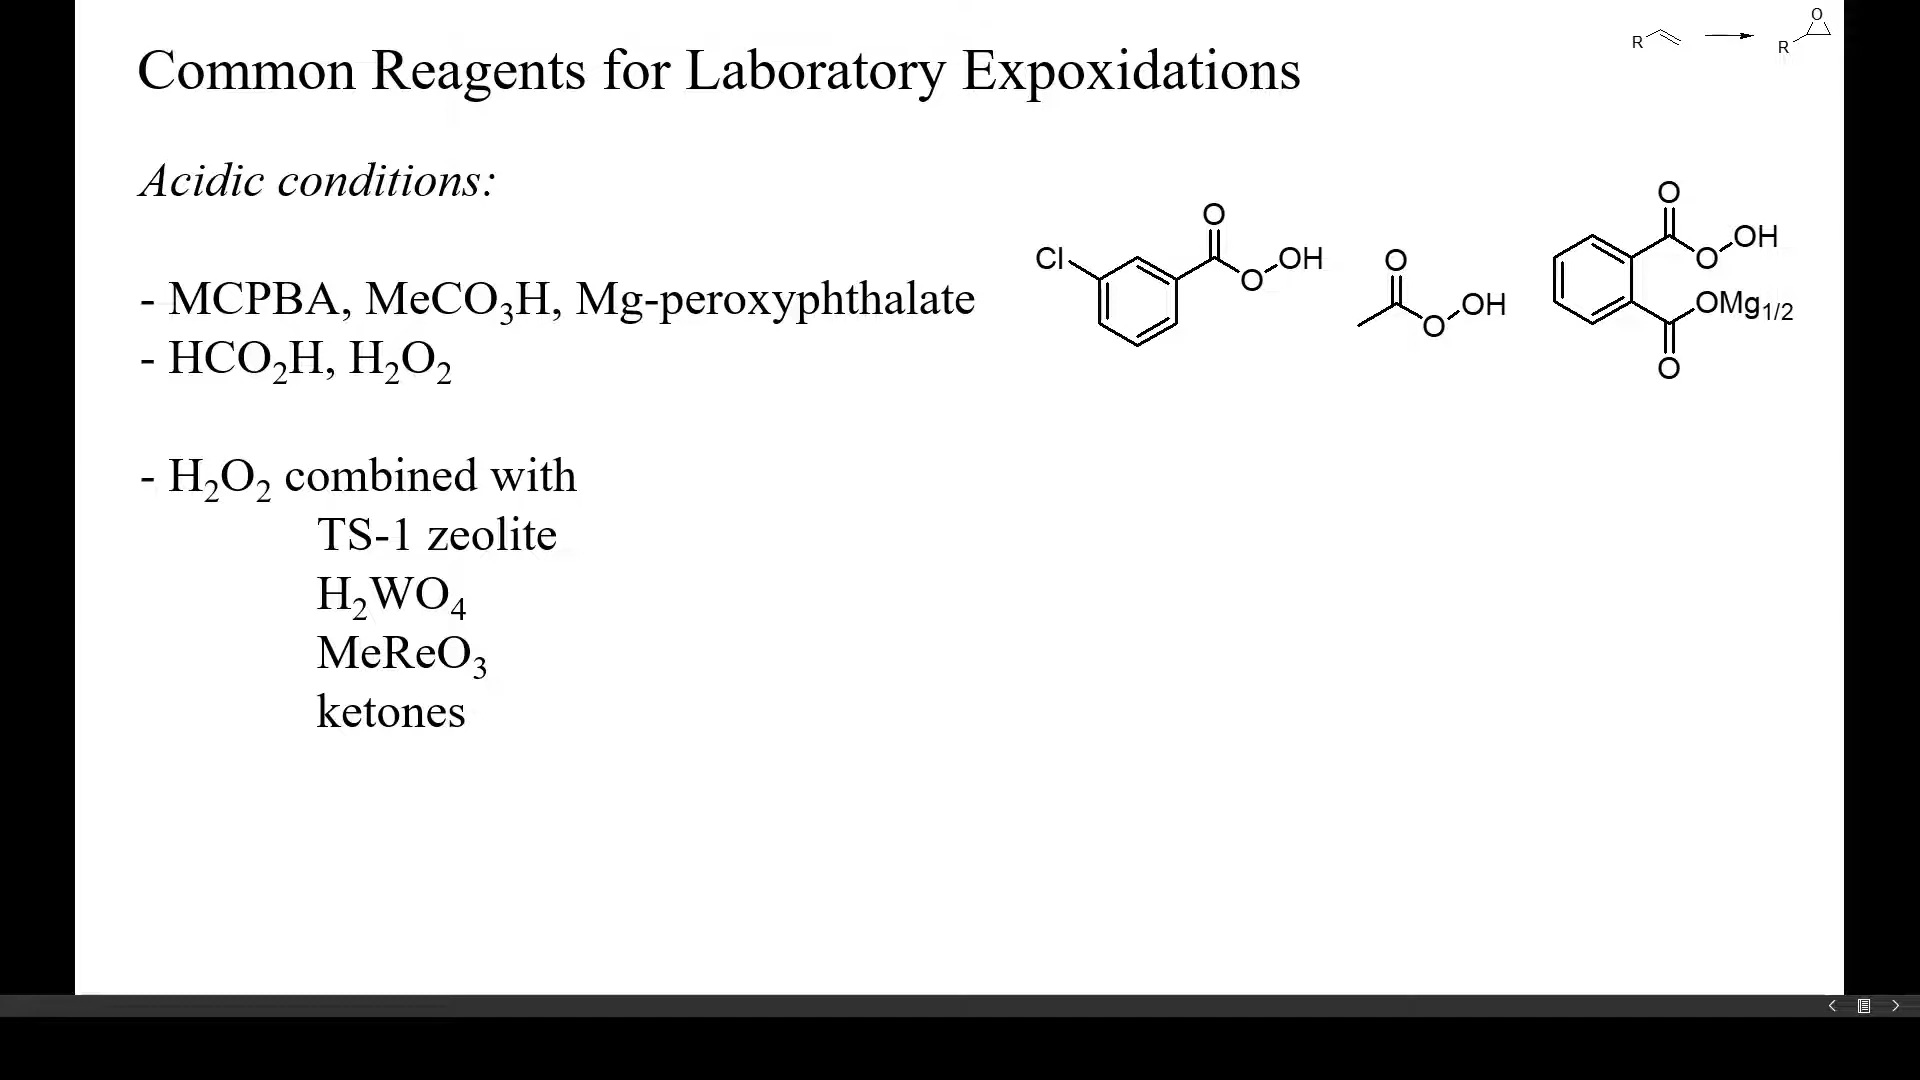 Common Reagents for Laboratory Expoxidations
R
O
R
Acidic conditions:
- MCPBA, MeCO₃H, Mg-peroxyphthalate
- HCO₂H, H₂O₂
Cl
O
O
OH
O
O
OH
O
O
OH
OMg₁/₂
O
- H₂O₂ combined with
TS-1 zeolite
H₂WO₄
MeReO₃
ketones